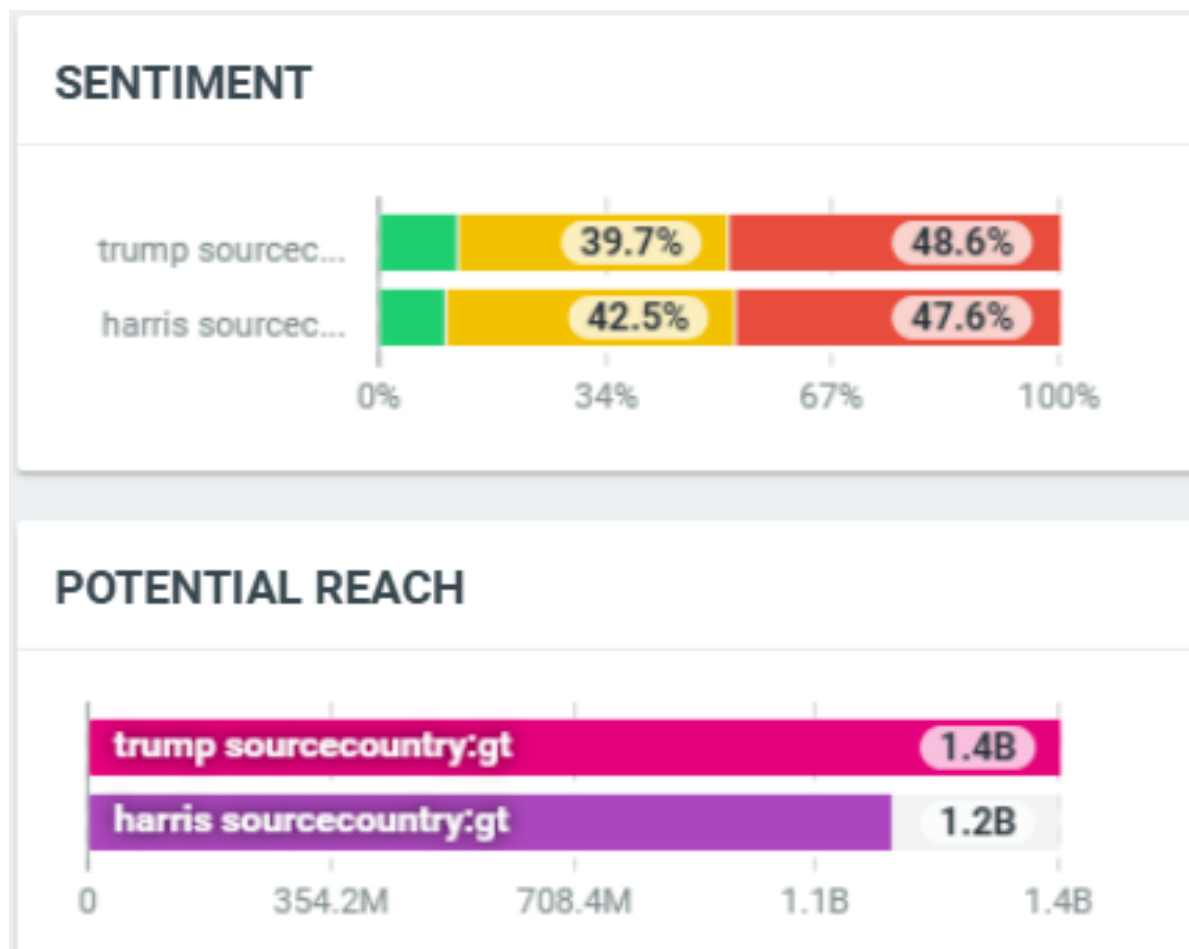 SENTIMENT
trump sourcec... 39.7% 48.6%
harris sourcec... 42.5% 47.6%
0% 34% 67% 100%
POTENTIAL REACH
trump sourcecountry:gt 1.4B
harris sourcecountry:gt 1.2B
0 354.2M 708.4M 1.1B 1.4B